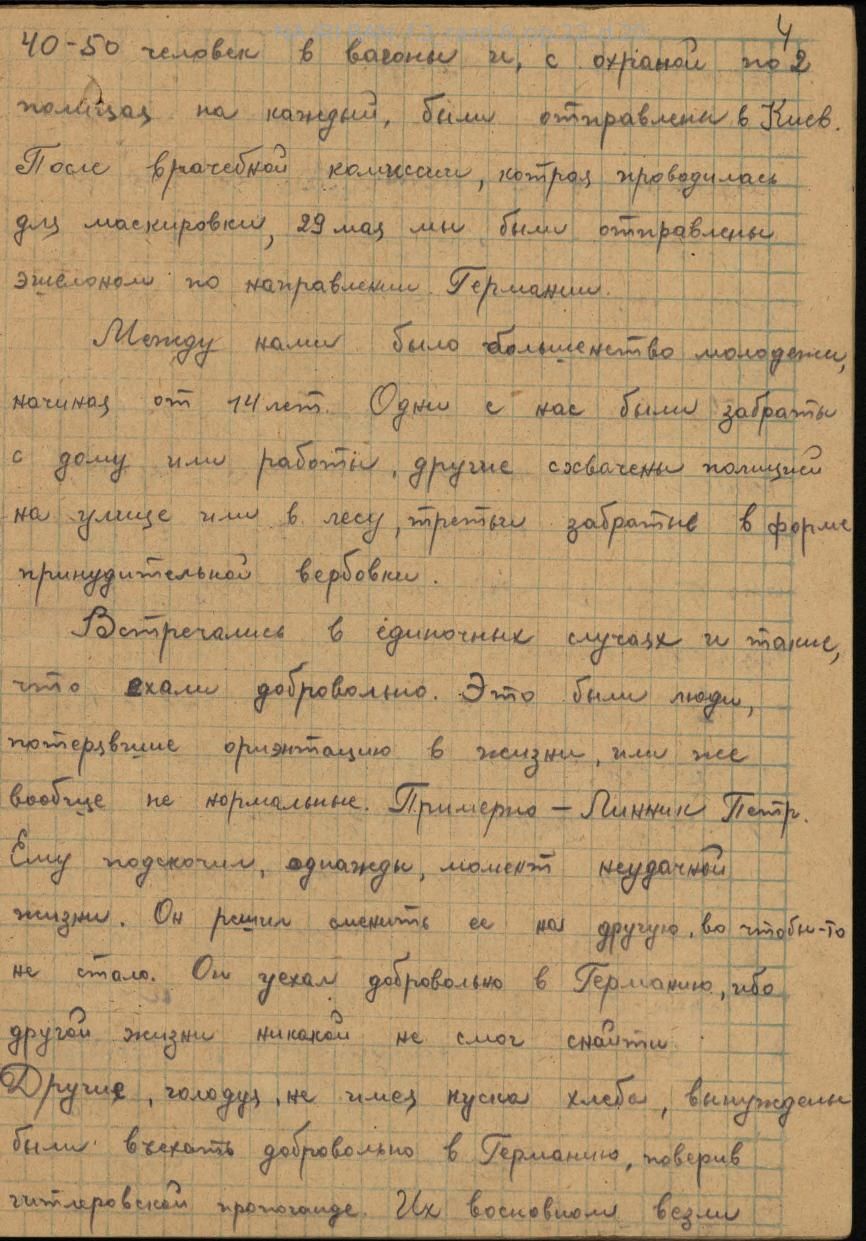 4
40-50 человек в вагоны и, с охраной по 2
полицая на каждый, были отправлены в Киев.
После врачебной комиссии, котрая проводилась
для маскировки, 29 мая мы были отправлены
эшелоном по направлении Германии.
Между нами было большенство молодежи,
начиная от 14 лет. Одни с нас были забраты
с дому или работы, другие схвачены полицией
на улице или в лесу, третьи забратые в форме
принудительной вербовки.
Встречались в единочных случаях и такие,
что ехали добровольно. Это были люди,
потерявшие ориэнтацию в жизни, или же
вообще не нормальные. Примерно – Линник Петр.
Ему подскочил, однажды, момент неудачной
жизни. Он решил сменить ее на другую, во чтобы-то
не стало. Он уехал добровольно в Германию, ибо
другой жизни никакой не смог снайти.
Другие, голодуя, не имея куска хлеба, вынуждены
были въехать добровольно в Германию, поверив
гитлеровской пропоганде. Их восновном везли